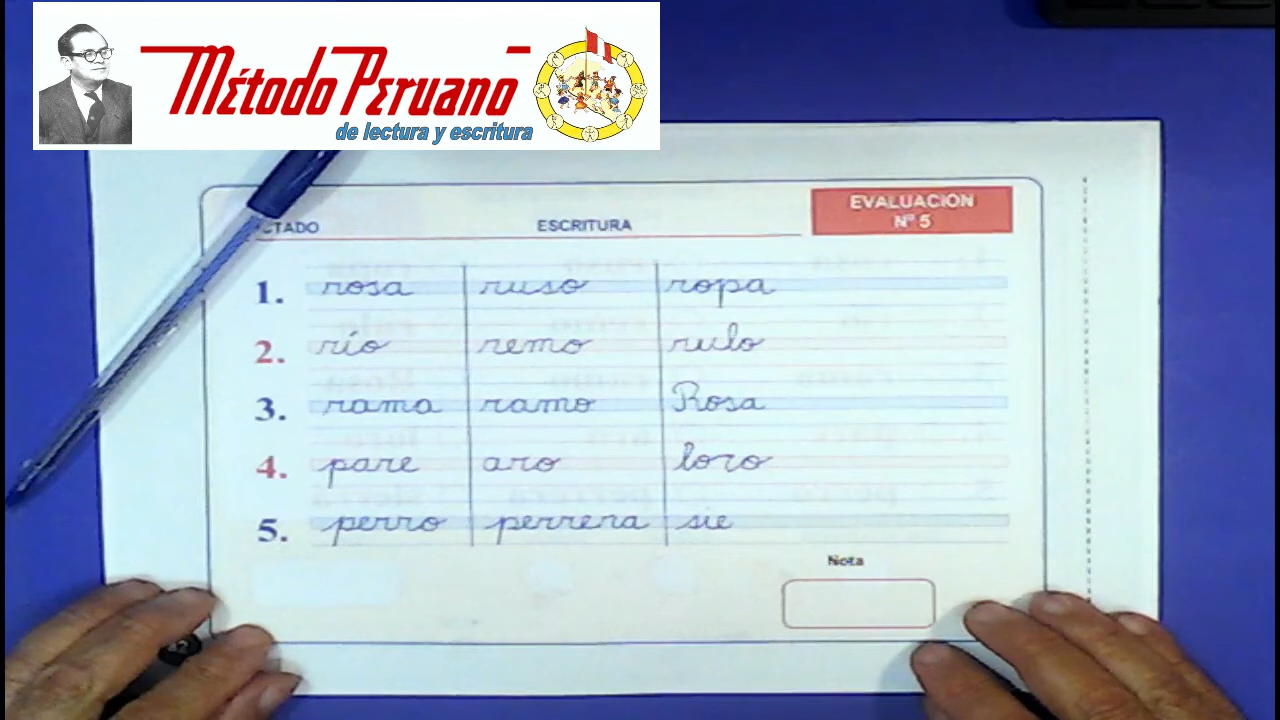 Método Peruano
de lectura y escritura
EVALUACION
Nº 5
CTADO ESCRITURA
1. rosa ruso ropa
2. río remo rulo
3. rama ramo Rosa
4. pare aro loro
5. perro perrera sie
Nota